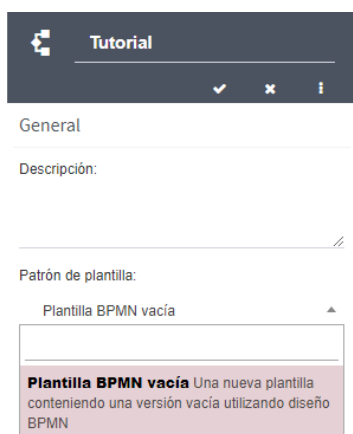 Tutorial
General
Descripción:
Patrón de plantilla:
Plantilla BPMN vacía
Plantilla BPMN vacía Una nueva plantilla
conteniendo una versión vacía utilizando diseño
BPMN